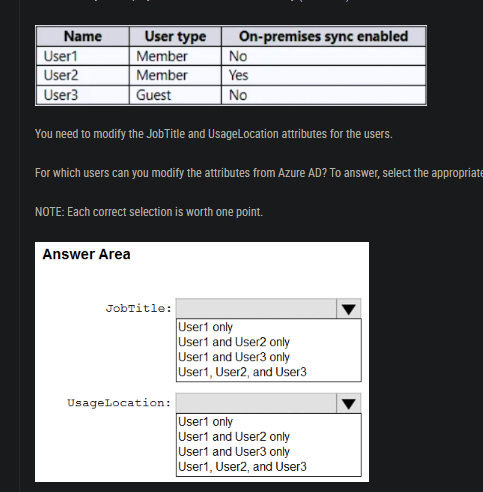 Name User type On-premises sync enabled
User1 Member No
User2 Member Yes
User3 Guest No
You need to modify the JobTitle and UsageLocation attributes for the users.
For which users can you modify the attributes from Azure AD? To answer, select the appropriate
NOTE: Each correct selection is worth one point.
Answer Area
JobTitle:
User1 only
User1 and User2 only
User1 and User3 only
User1, User2, and User3
UsageLocation:
User1 only
User1 and User2 only
User1 and User3 only
User1, User2, and User3